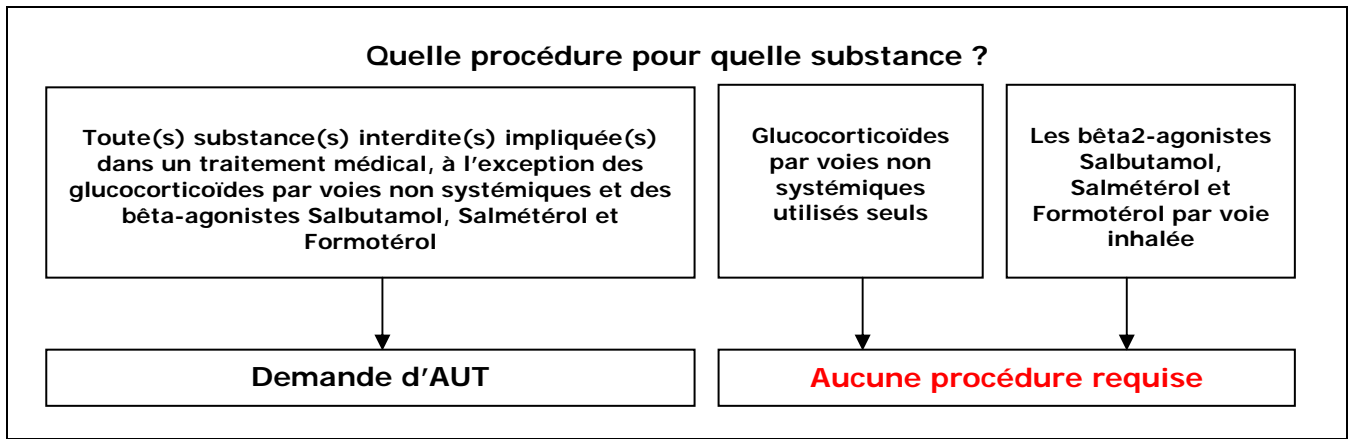 Quelle procédure pour quelle substance ?
Toute(s) substance(s) interdite(s) impliquée(s)
dans un traitement médical, à l'exception des
glucocorticoïdes par voies non systémiques et des
bêta-agonistes Salbutamol, Salmétérol et
Formotérol
Glucocorticoïdes
par voies non
systémiques
utilisés seuls
Les bêta2-agonistes
Salbutamol,
Salmétérol et
Formotérol par voie
inhalée
Demande d'AUT
Aucune procédure requise